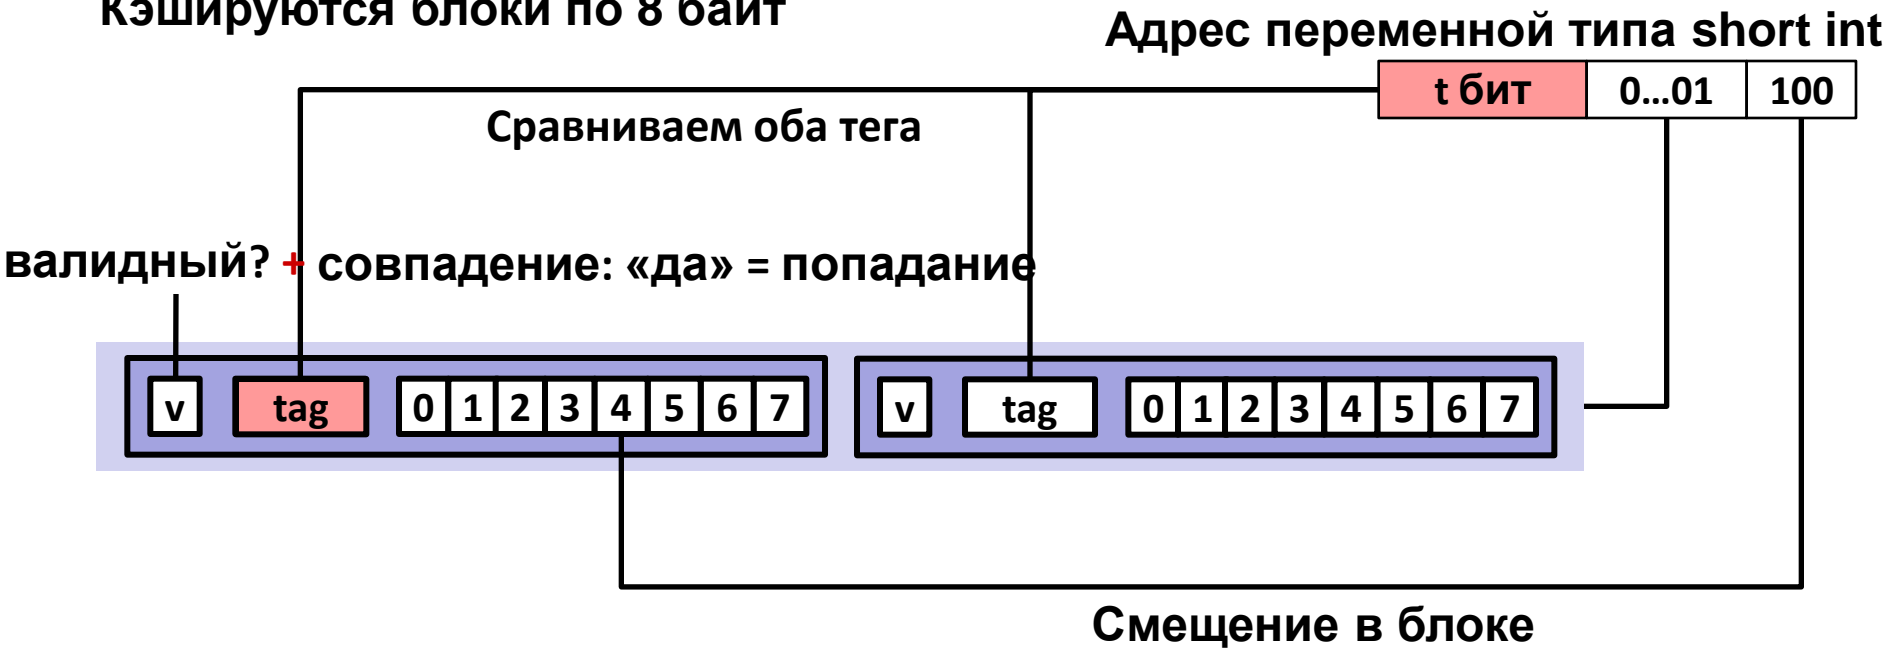 Кэшируются блоки по 8 байт
Адрес переменной типа short int
t бит 0...01 100
Сравниваем оба тега
валидный? + совпадение: «да» = попадание
v tag 0 1 2 3 4 5 6 7 v tag 0 1 2 3 4 5 6 7
Смещение в блоке